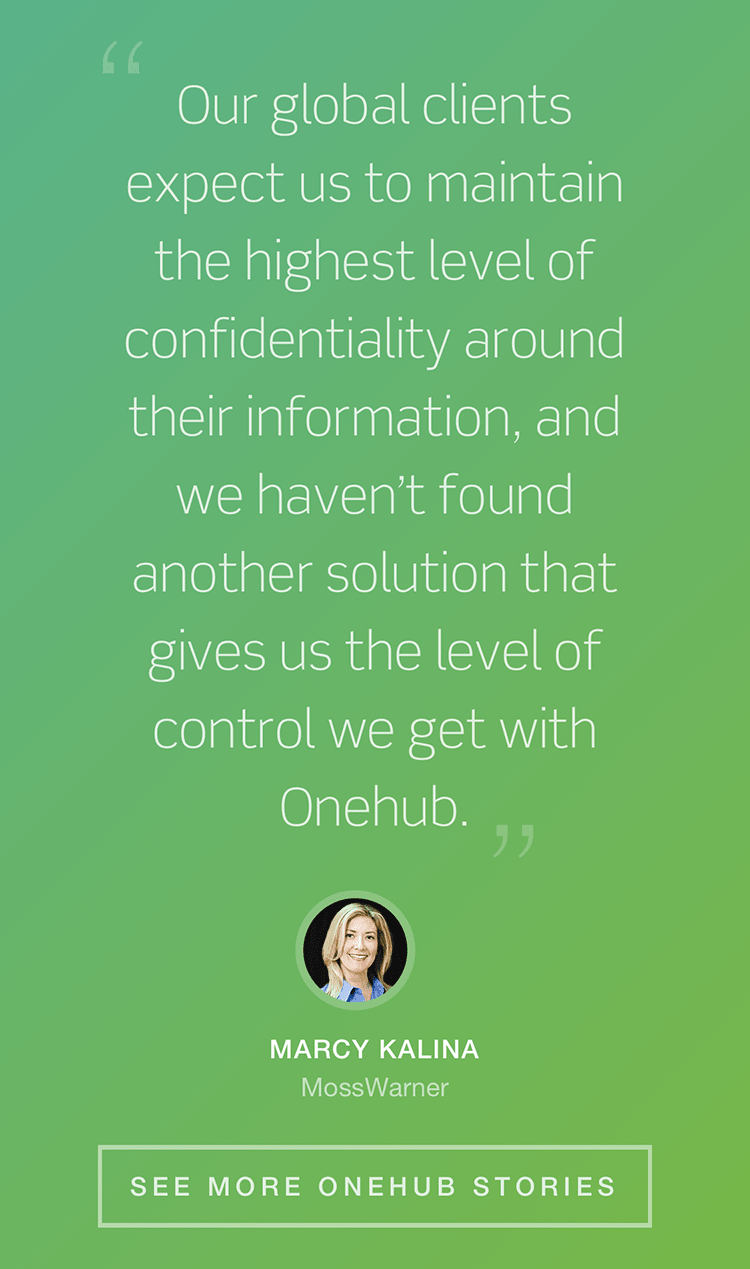 “
Our global clients
expect us to maintain
the highest level of
confidentiality around
their information, and
we haven’t found
another solution that
gives us the level of
control we get with
Onehub.
”
MARCY KALINA
MossWarner
SEE MORE ONEHUB STORIES